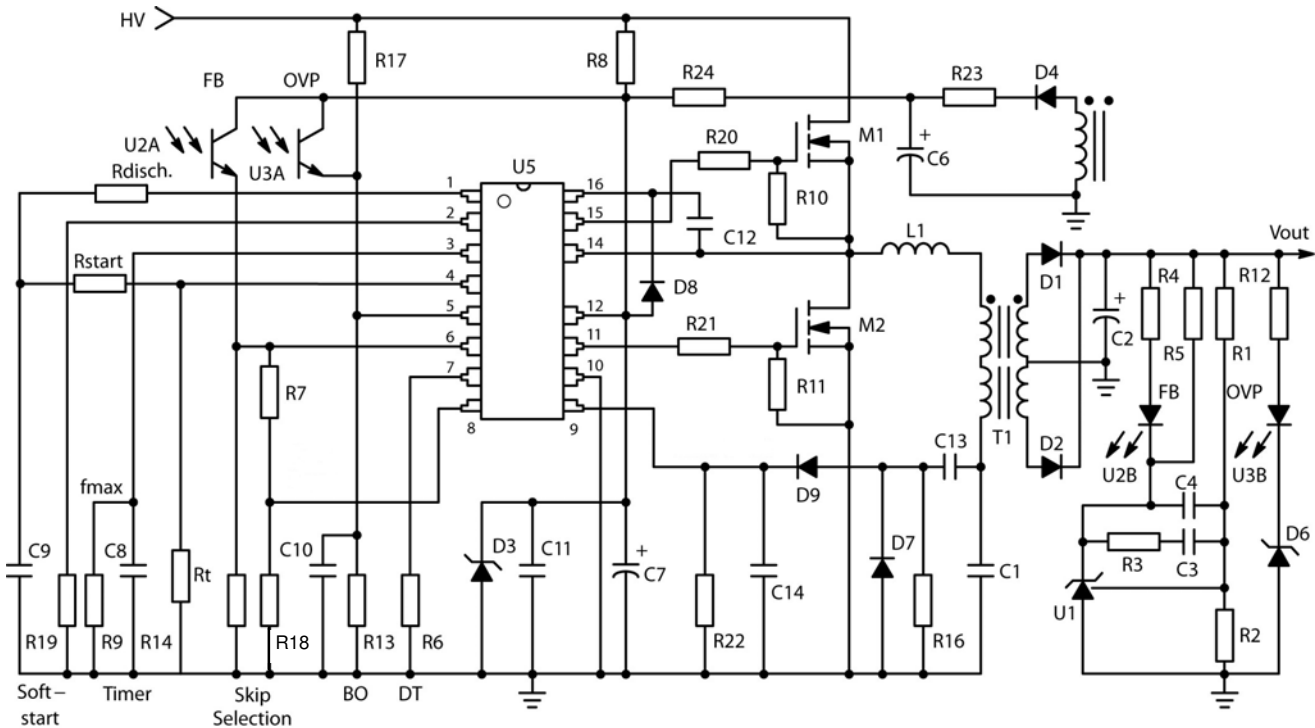 HV
R17
R8
FB
OVP
R24
R23
D4
U2A
U3A
Rdisch.
R20
M1
C6
+
U5
R10
1
2
3
4
5
6
7
8
16
15
14
12
11
10
9
C12
L1
Vout
Rstart
D8
D1
R4
R12
+
C2
R5
R1
R21
M2
R7
R11
FB
OVP
T1
C13
D2
U2B
U3B
D9
fmax
C4
C9
C8
Rt
C10
D3
C11
+
C7
D7
C14
C1
R3
C3
D6
U1
R19
R9
R14
R18
R13
R6
R22
R16
R2
Soft–
start
Timer
Skip
Selection
BO
DT